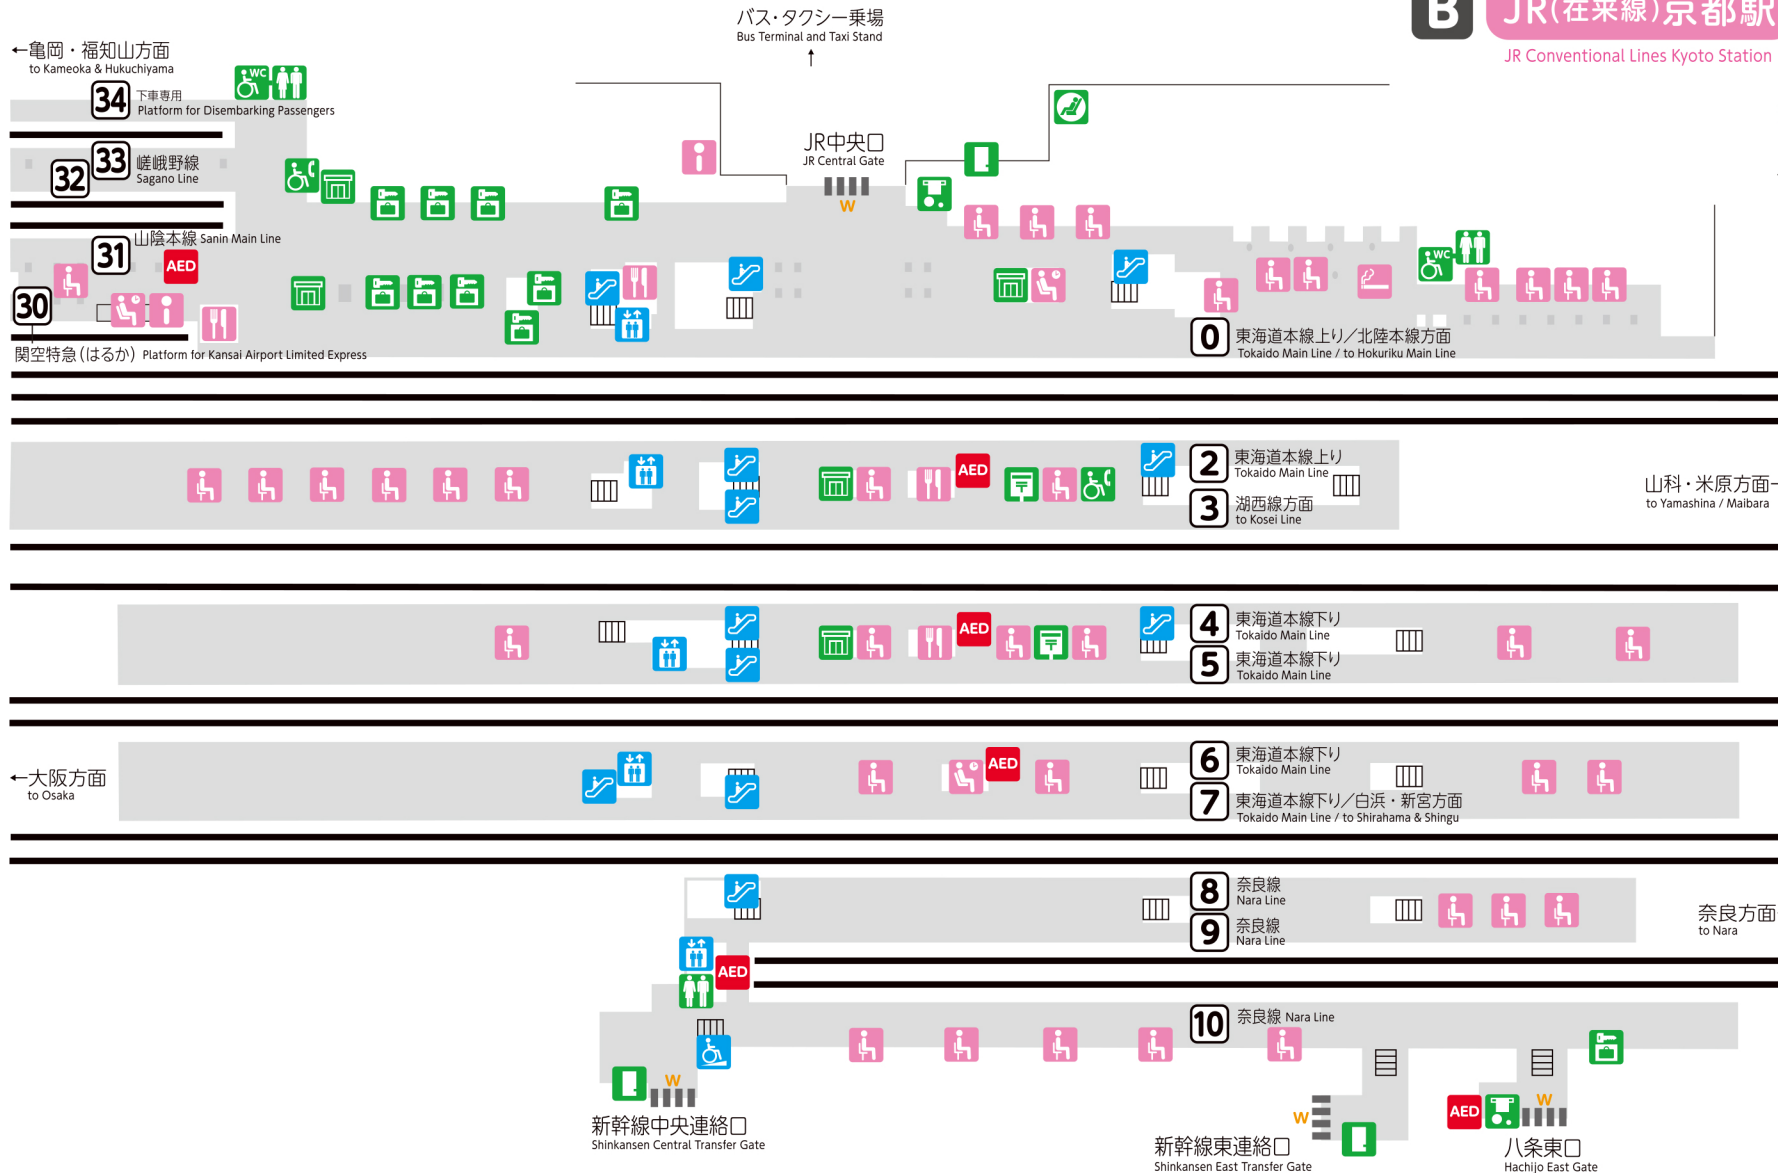 バス・タクシー乗場
Bus Terminal and Taxi Stand
↑
B
JR(在来線)京都駅
JR Conventional Lines Kyoto Station
←亀岡・福知山方面
to Kameoka & Hukuchiyama
34
下車専用
Platform for Disembarking Passengers
WC
33
嵯峨野線
Sagano Line
32
JR中央口
JR Central Gate
W
31
山陰本線 Sanin Main Line
AED
WC
30
関空特急(はるか) Platform for Kansai Airport Limited Express
0
東海道本線上り/北陸本線方面
Tokaido Main Line / to Hokuriku Main Line
AED
2
東海道本線上り
Tokaido Main Line
3
湖西線方面
to Kosei Line
山科・米原方面
to Yamashina / Maibara
AED
4
東海道本線下り
Tokaido Main Line
5
東海道本線下り
Tokaido Main Line
←大阪方面
to Osaka
AED
6
東海道本線下り
Tokaido Main Line
7
東海道本線下り/白浜・新宮方面
Tokaido Main Line / to Shirahama & Shingu
8
奈良線
Nara Line
9
奈良線
Nara Line
奈良方面
to Nara
AED
10
奈良線 Nara Line
W
新幹線中央連絡口
Shinkansen Central Transfer Gate
W
新幹線東連絡口
Shinkansen East Transfer Gate
AED
W
八条東口
Hachijo East Gate